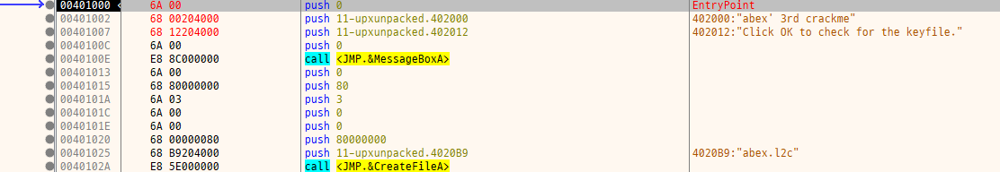 00401000 6A 00 push 0 EntryPoint
00401002 68 00204000 push 11-upxunpacked.402000 402000:"abex' 3rd crackme"
00401007 68 12204000 push 11-upxunpacked.402012 402012:"Click OK to check for the keyfile."
0040100C 6A 00 push 0
0040100E E8 8C000000 call <JMP.&MessageBoxA>
00401013 6A 00 push 0
00401015 68 80000000 push 80
0040101A 6A 03 push 3
0040101C 6A 00 push 0
0040101E 6A 00 push 0
00401020 68 00000080 push 80000000
00401025 68 B9204000 push 11-upxunpacked.4020B9 4020B9:"abex.l2c"
0040102A E8 5E000000 call <JMP.&CreateFileA>